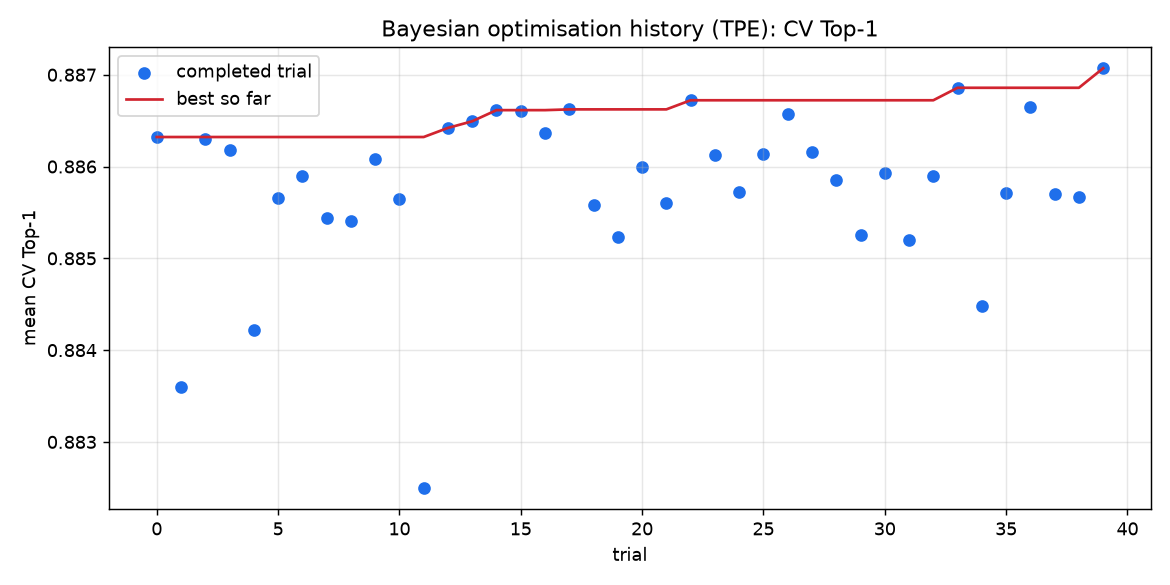 Bayesian optimisation history (TPE): CV Top-1
completed trial
best so far
mean CV Top-1
0.887
0.886
0.885
0.884
0.883
0
5
10
15
20
25
30
35
40
trial